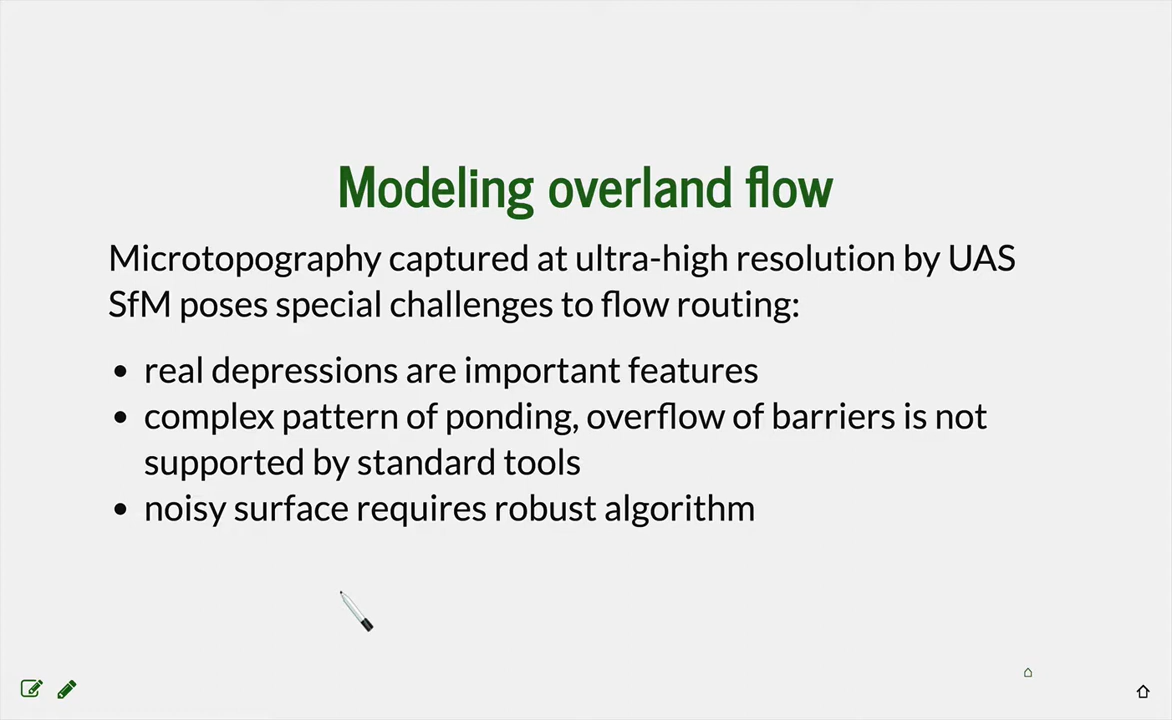 Modeling overland flow
Microtopography captured at ultra-high resolution by UAS
SfM poses special challenges to flow routing:
• real depressions are important features
• complex pattern of ponding, overflow of barriers is not
supported by standard tools
• noisy surface requires robust algorithm